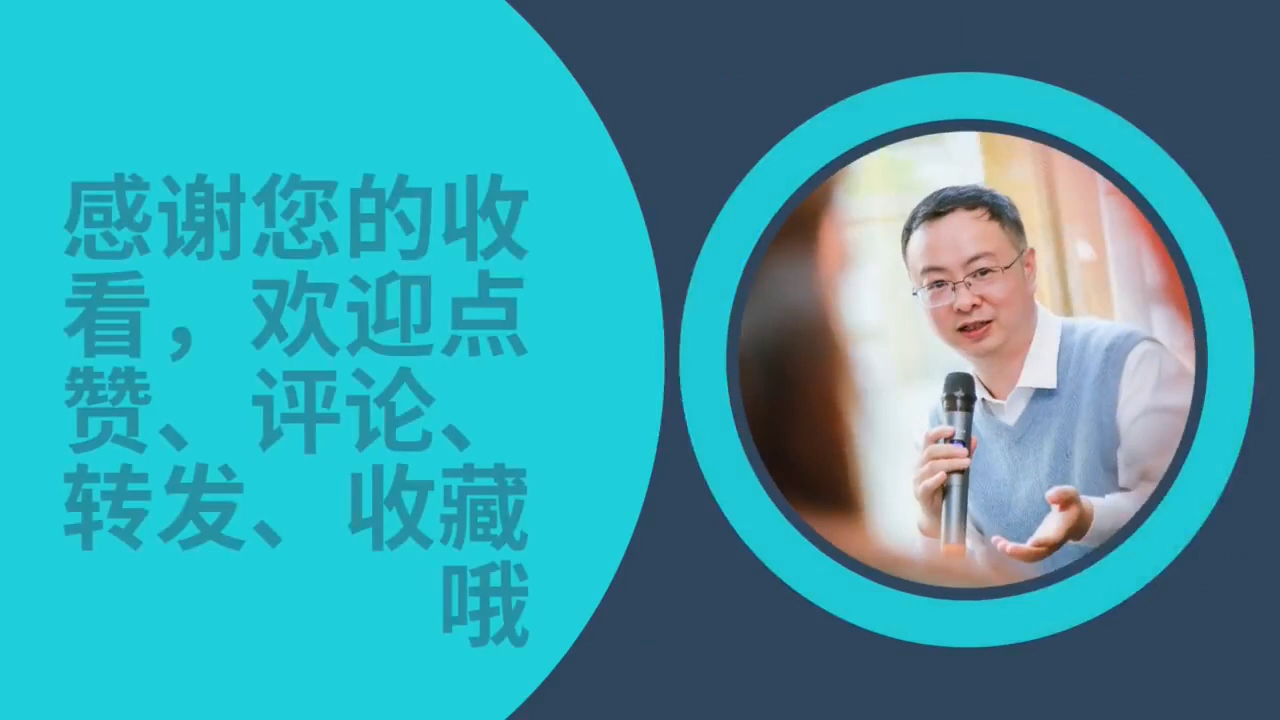 感谢您的收
看，欢迎点
赞、评论、
转发、收藏
哦